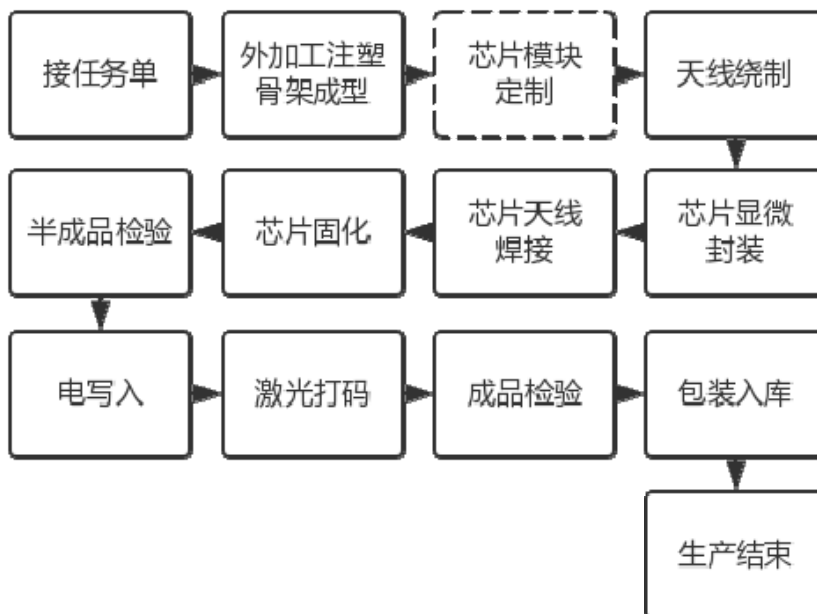 接任务单
外加工注塑
骨架成型
芯片模块
定制
天线绕制
芯片显微
封装
芯片天线
焊接
芯片固化
半成品检验
电写入
激光打码
成品检验
包装入库
生产结束